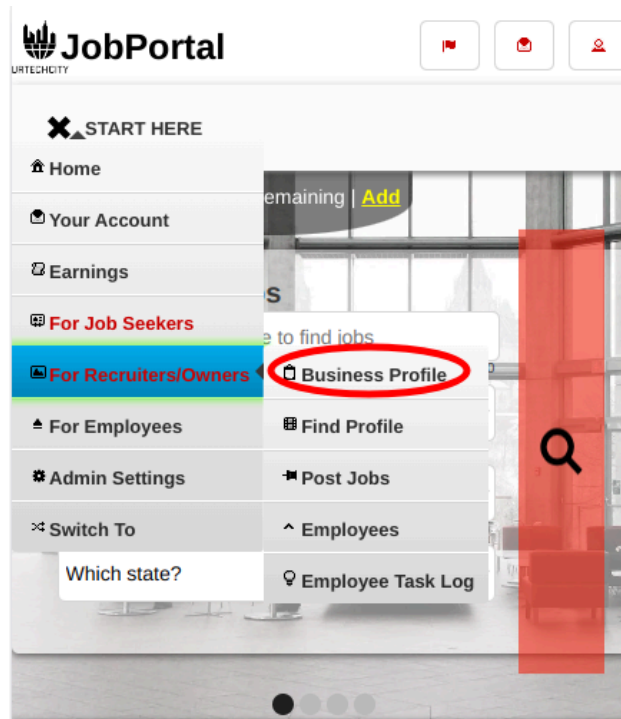 JobPortal
URTECHCITY
START HERE
Home
emaining | Add
Your Account
Earnings
s
For Job Seekers
e to find jobs
For Recruiters/Owners
Business Profile
For Employees
Find Profile
Admin Settings
Post Jobs
Switch To
Employees
Which state?
Employee Task Log